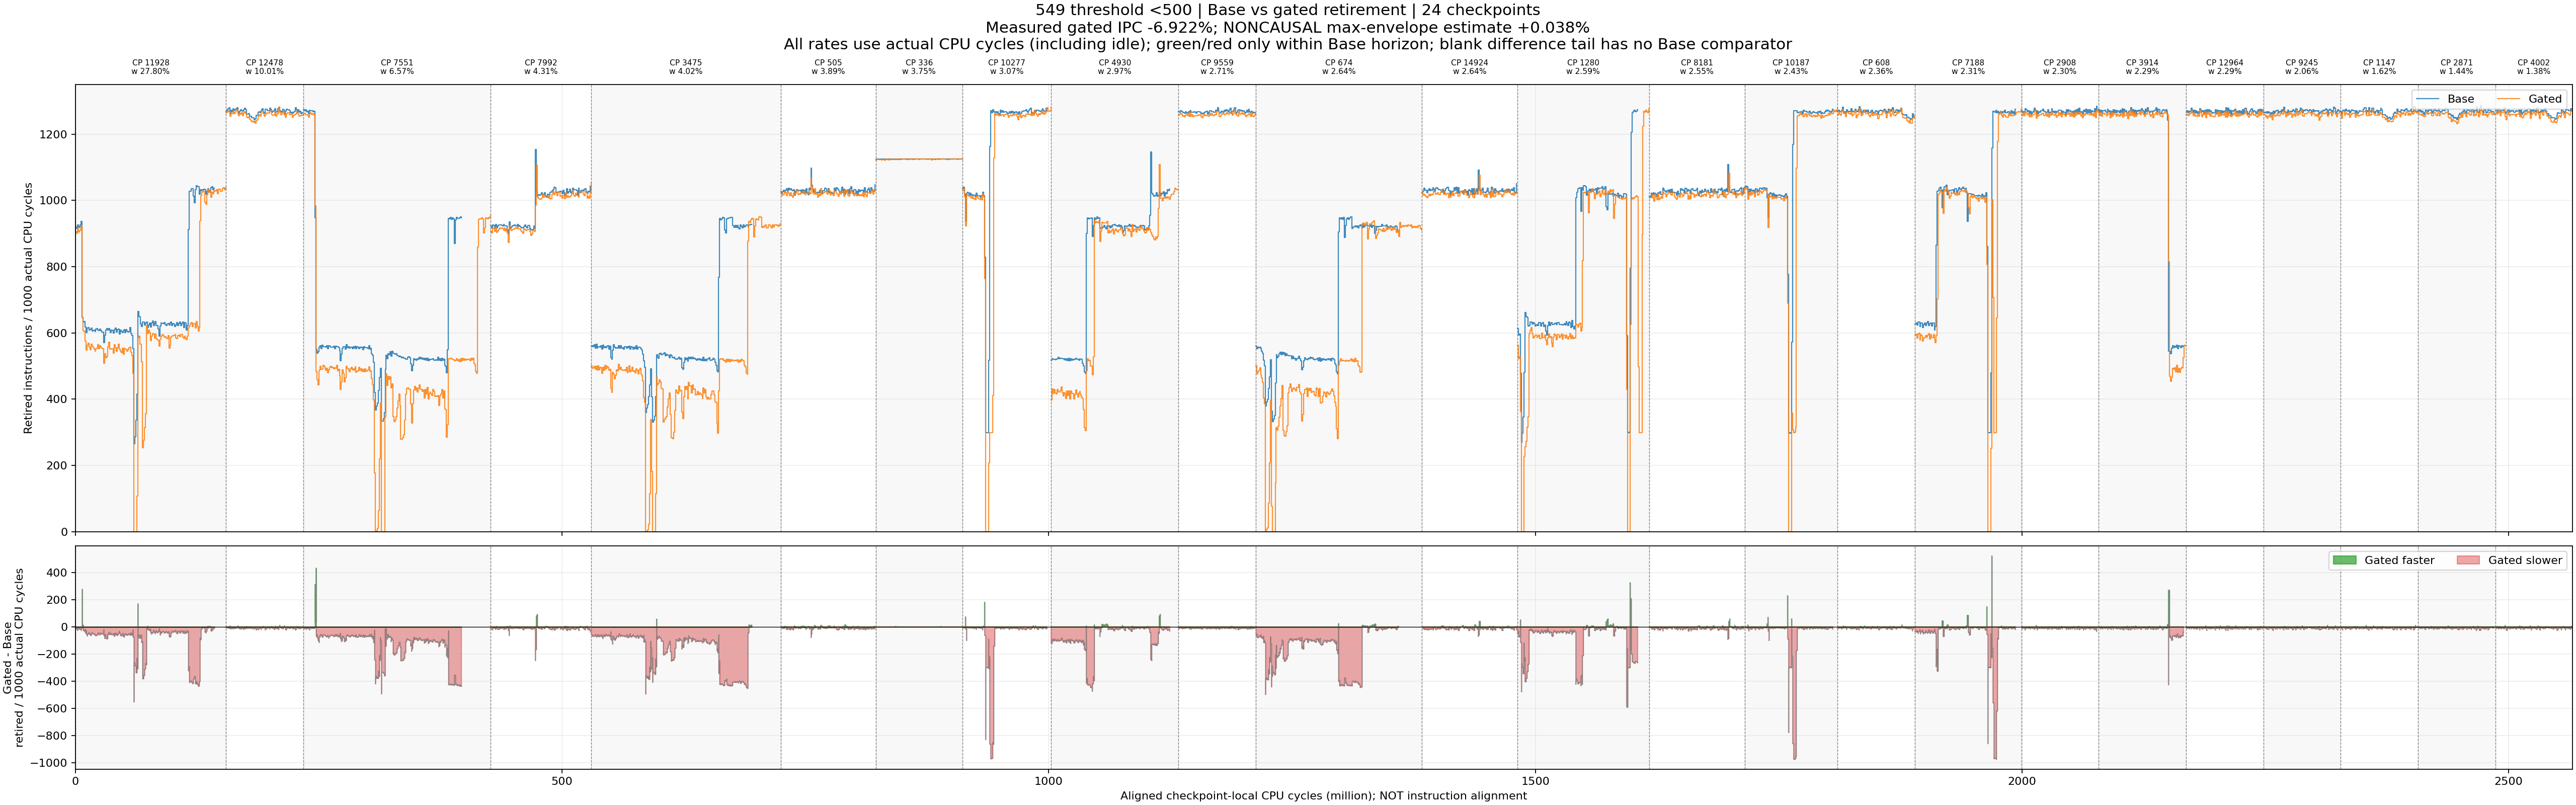 549 threshold <500 | Base vs gated retirement | 24 checkpoints
Measured gated IPC -6.922%; NONCAUSAL max-envelope estimate +0.038%
All rates use actual CPU cycles (including idle); green/red only within Base horizon; blank difference tail has no Base comparator
CP 11928 CP 12478 CP 7551 CP 7992 CP 3475 CP 505 CP 336 CP 10277 CP 4930 CP 9559 CP 674 CP 14924 CP 1280 CP 8181 CP 10187 CP 608 CP 7188 CP 2908 CP 3914 CP 12964 CP 9245 CP 1147 CP 2871 CP 4002
w 27.80% w 10.01% w 6.57% w 4.31% w 4.02% w 3.89% w 3.75% w 3.07% w 2.97% w 2.71% w 2.64% w 2.64% w 2.59% w 2.55% w 2.43% w 2.36% w 2.31% w 2.30% w 2.29% w 2.29% w 2.06% w 1.62% w 1.44% w 1.38%
Base Gated
Retired instructions / 1000 actual CPU cycles
1200
1000
800
600
400
200
0
Gated faster Gated slower
Gated - Base
retired / 1000 actual CPU cycles
400
200
0
−200
−400
−600
−800
−1000
0 500 1000 1500 2000 2500
Aligned checkpoint-local CPU cycles (million); NOT instruction alignment